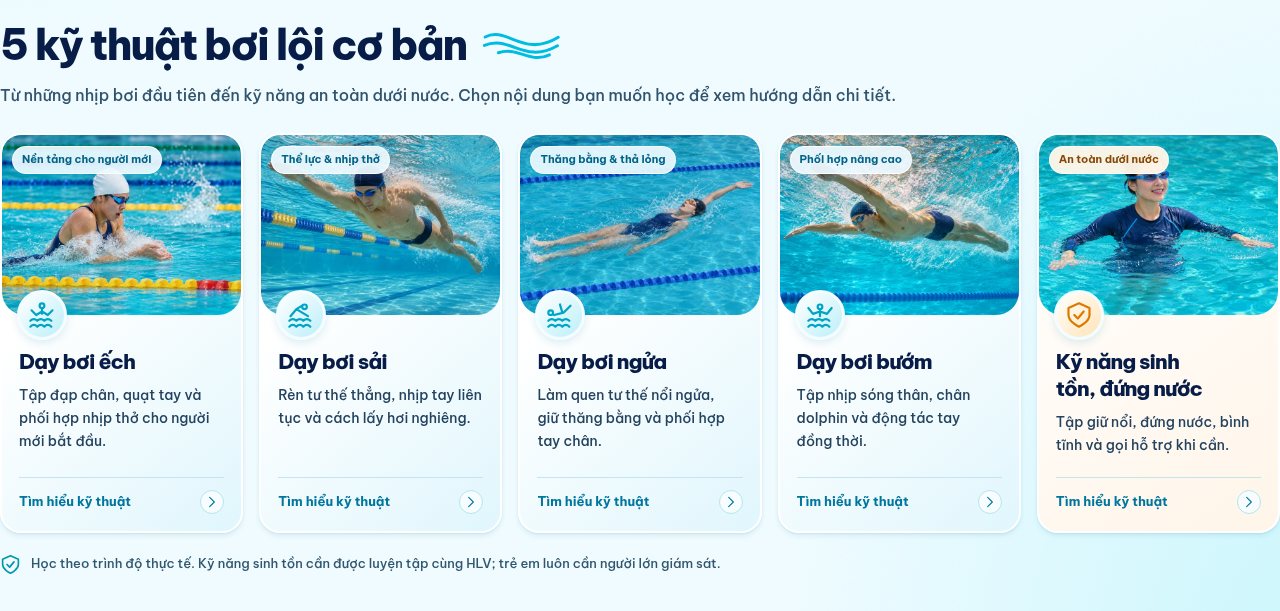 5 kỹ thuật bơi lội cơ bản
Từ những nhịp bơi đầu tiên đến kỹ năng an toàn dưới nước. Chọn nội dung bạn muốn học để xem hướng dẫn chi tiết.
Nền tảng cho người mới
Dạy bơi ếch
Tập đạp chân, quạt tay và
phối hợp nhịp thở cho người
mới bắt đầu.
Tìm hiểu kỹ thuật
Thể lực & nhịp thở
Dạy bơi sải
Rèn tư thế thẳng, nhịp tay liên
tục và cách lấy hơi nghiêng.
Tìm hiểu kỹ thuật
Thăng bằng & thả lỏng
Dạy bơi ngửa
Làm quen tư thế nổi ngửa,
giữ thăng bằng và phối hợp
tay chân.
Tìm hiểu kỹ thuật
Phối hợp nâng cao
Dạy bơi bướm
Tập nhịp sóng thân, chân
dolphin và động tác tay
đồng thời.
Tìm hiểu kỹ thuật
An toàn dưới nước
Kỹ năng sinh
tồn, đứng nước
Tập giữ nổi, đứng nước, bình
tĩnh và gọi hỗ trợ khi cần.
Tìm hiểu kỹ thuật
Học theo trình độ thực tế. Kỹ năng sinh tồn cần được luyện tập cùng HLV; trẻ em luôn cần người lớn giám sát.